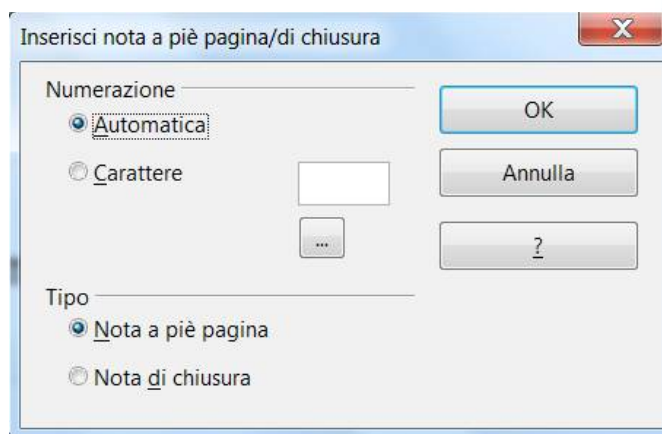 Inserisci nota a piè pagina/di chiusura
Numerazione
Automatica
OK
Carattere
Annulla
...
?
Tipo
Nota a piè pagina
Nota di chiusura